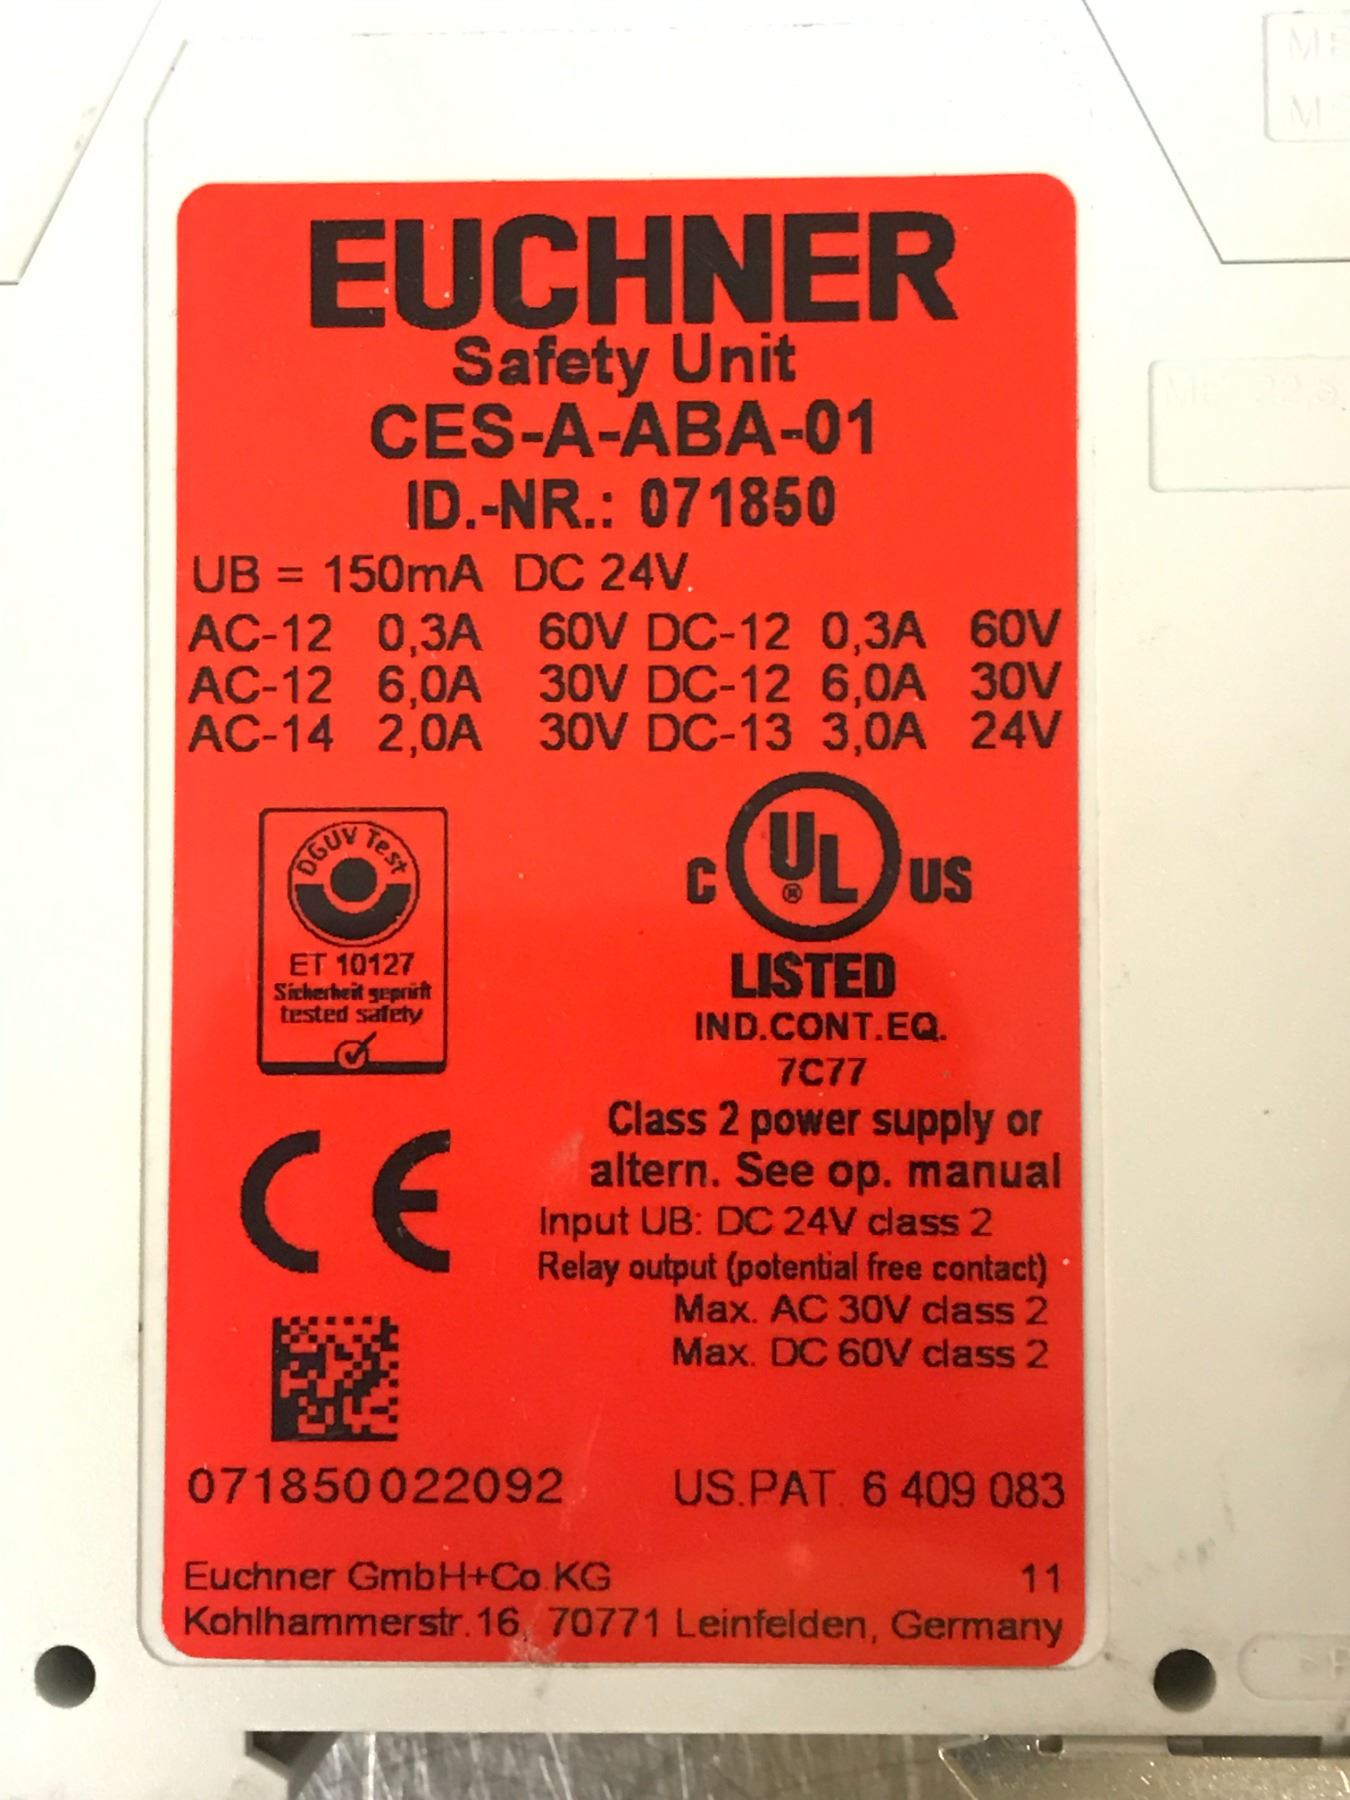 EUCHNER
Safety Unit
CES-A-ABA-01
ID.-NR.: 071850
UB = 150mA DC 24V
AC-12 0,3A 60V DC-12 0,3A 60V
AC-12 6,0A 30V DC-12 6,0A 30V
AC-14 2,0A 30V DC-13 3,0A 24V
DGUV Test
ET 10127
Sicherheit geprüft
tested safety
C UL® US
LISTED
IND.CONT.EQ.
7C77
Class 2 power supply or
altern. See op. manual
CE
Input UB: DC 24V class 2
Relay output (potential free contact)
Max. AC 30V class 2
Max. DC 60V class 2
071850022092 US.PAT. 6 409 083
Euchner GmbH+Co.KG 11
Kohlhammerstr.16, 70771 Leinfelden, Germany